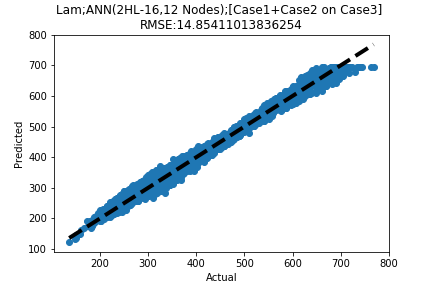 Lam;ANN(2HL-16,12 Nodes);[Case1+Case2 on Case3]
RMSE:14.85411013836254
800
700
600
500
400
300
200
100
Predicted
200 300 400 500 600 700 800
Actual